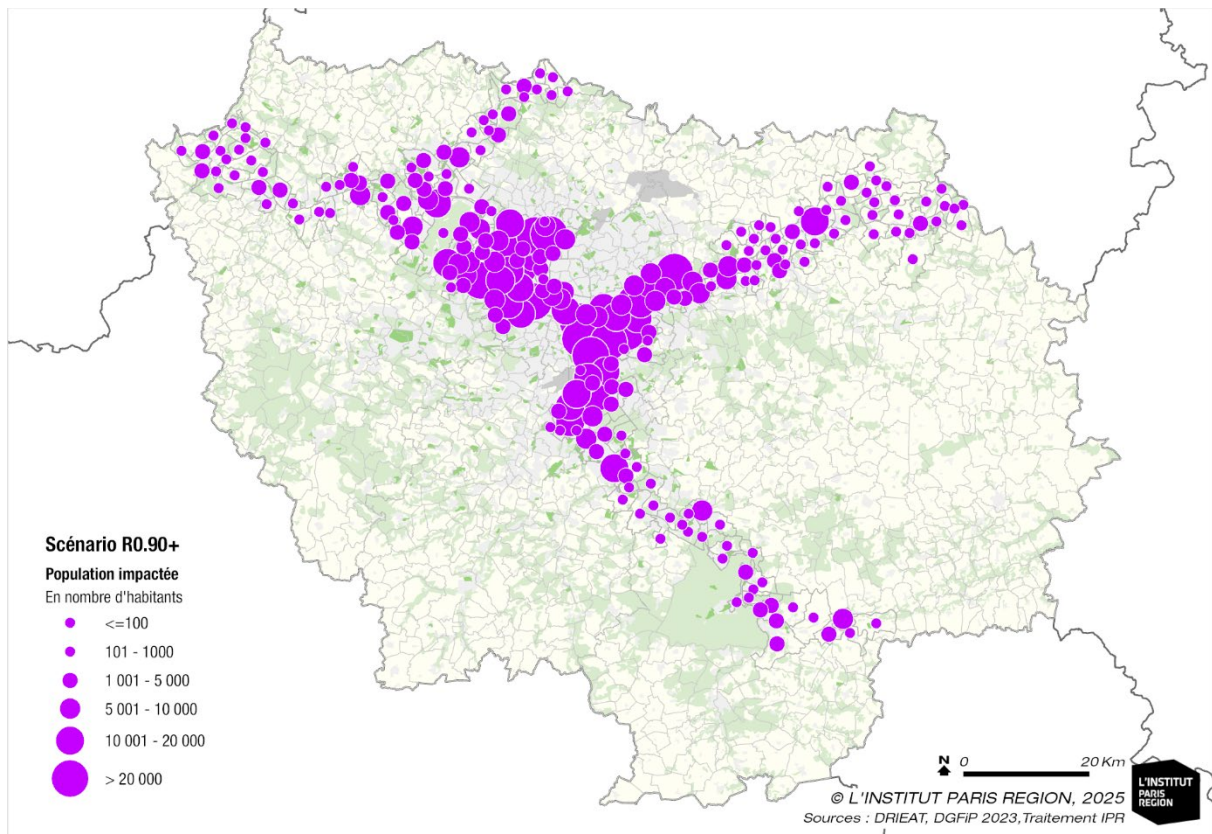 Scénario R0.90+
Population impactée
En nombre d'habitants
<=100
101 - 1000
1 001 - 5 000
5 001 - 10 000
10 001 - 20 000
> 20 000
N 0 20 Km
© L'INSTITUT PARIS REGION, 2025
Sources : DRIEAT, DGFiP 2023,Traitement IPR
L'INSTITUT
PARIS
REGION